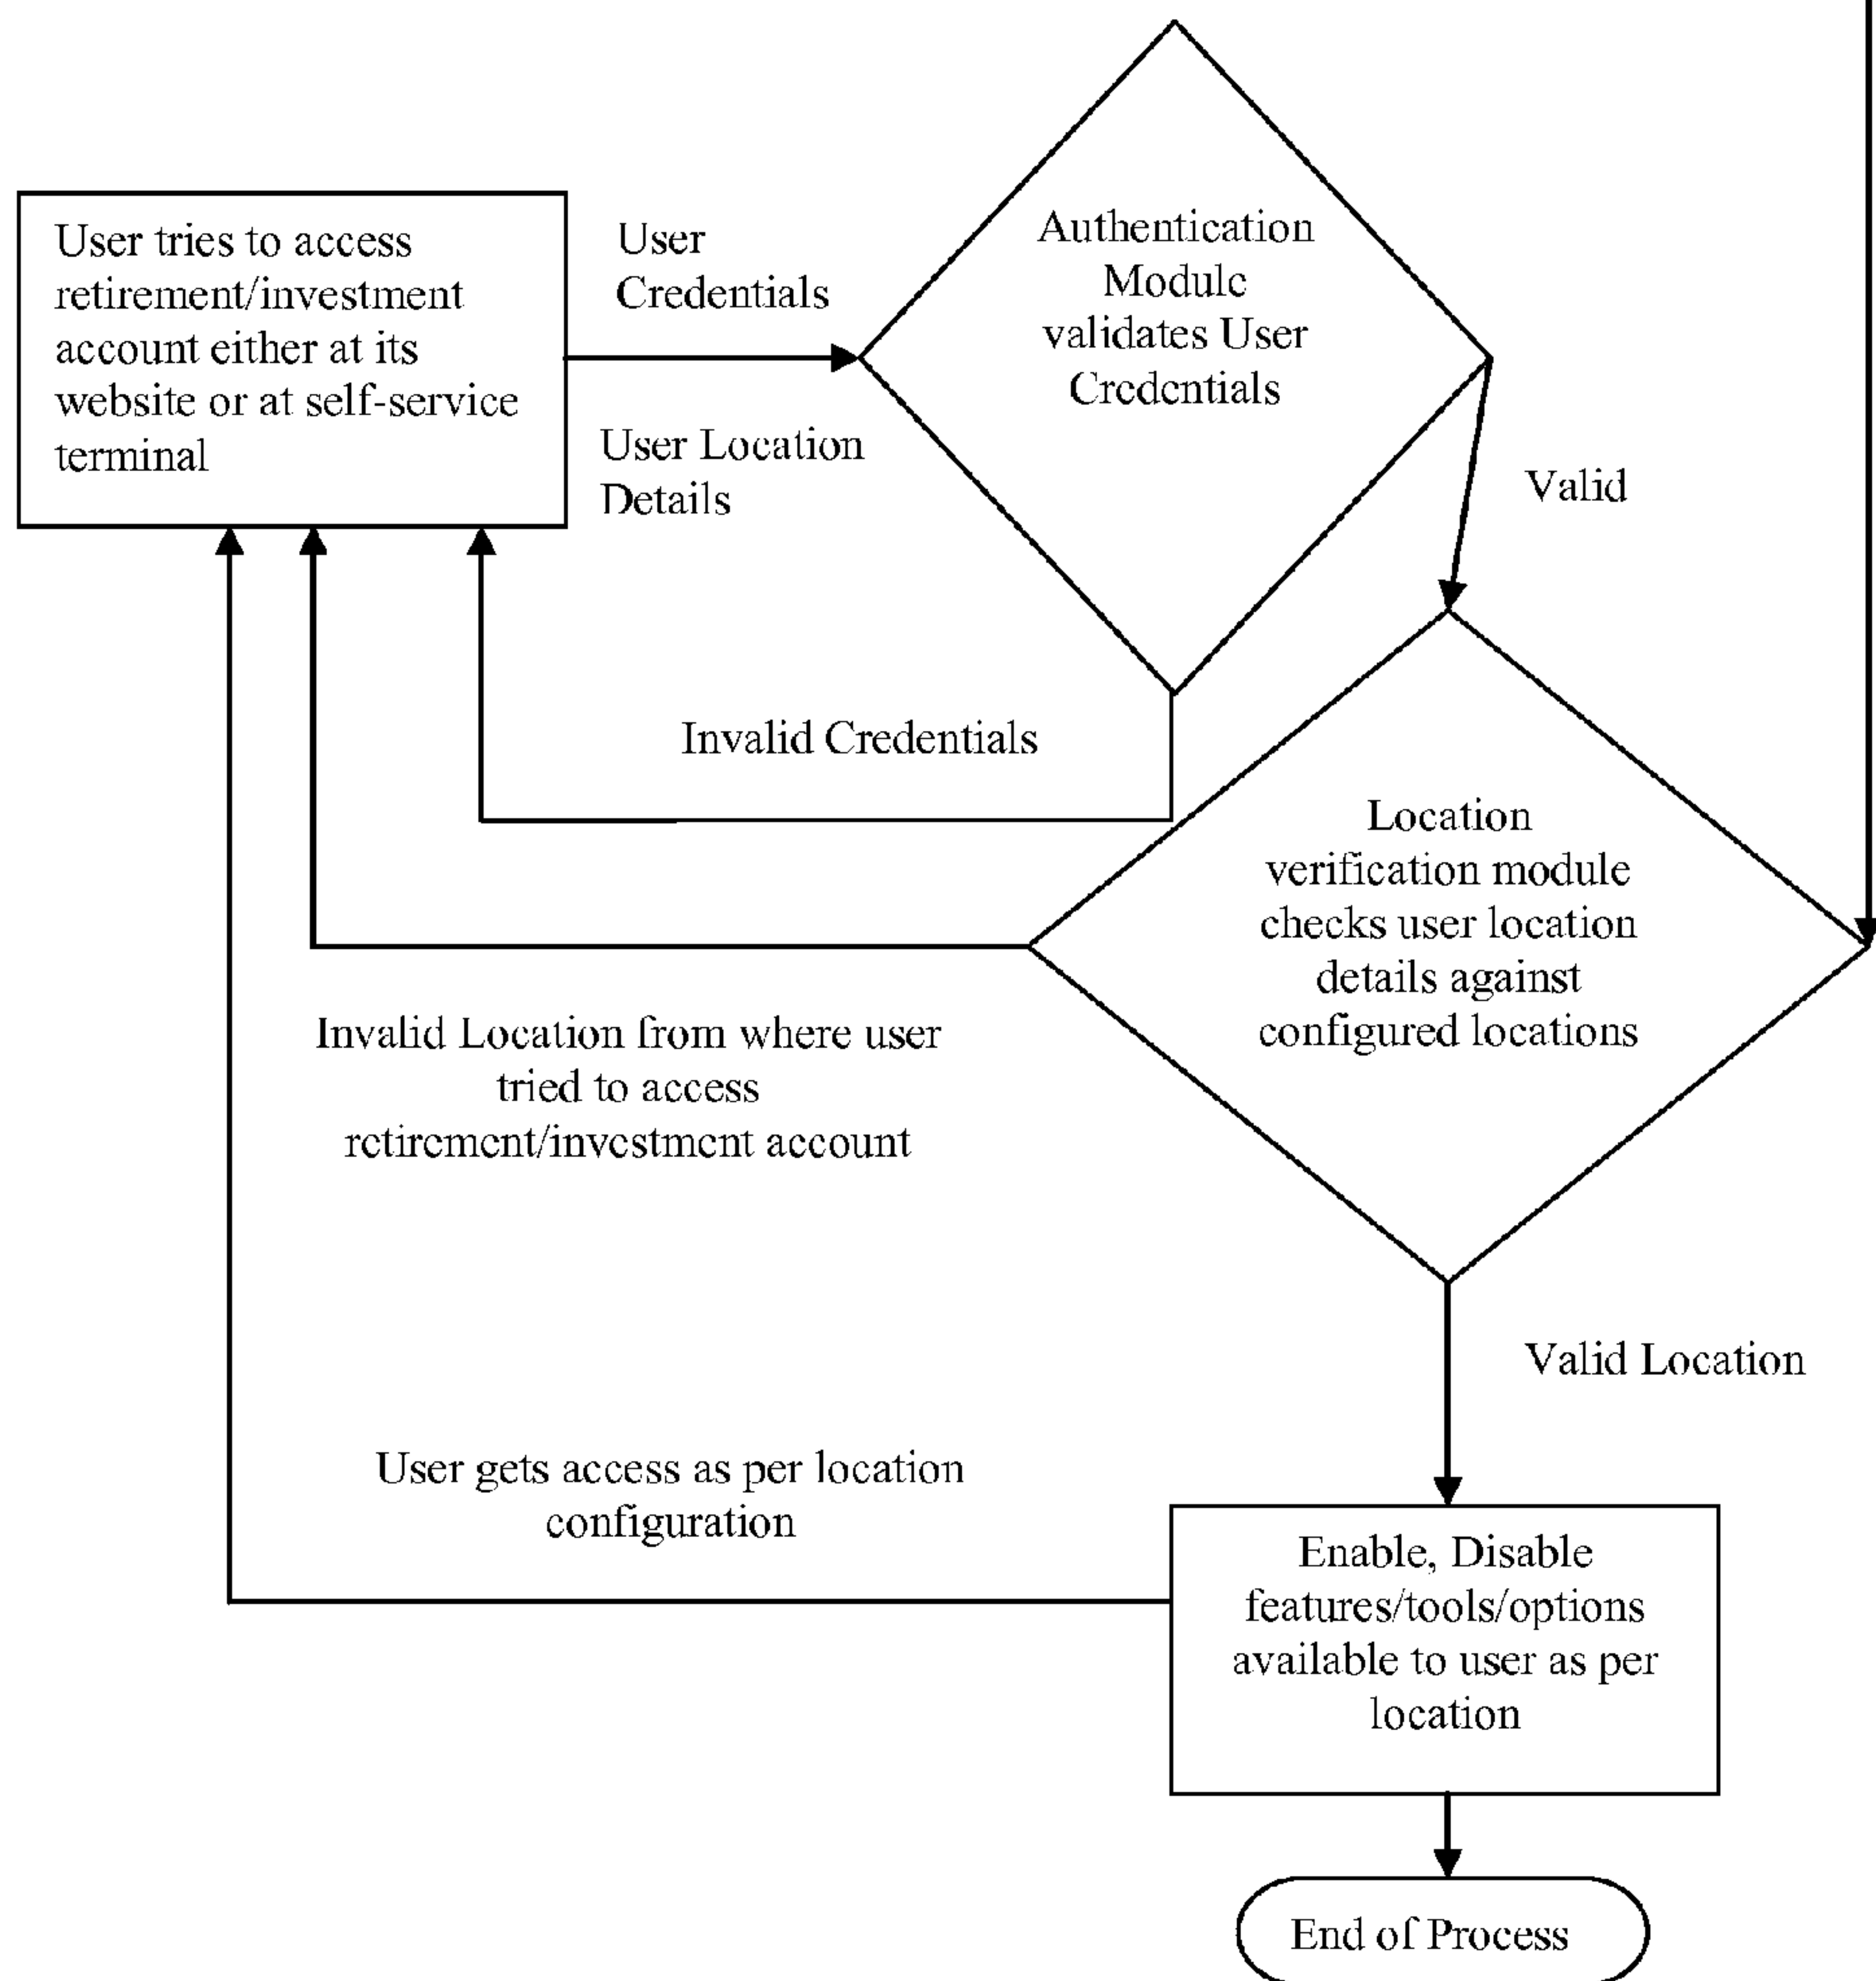 User tries to access
retirement/investment
account either at its
website or at self-service
terminal
User
Credentials
User Location
Details
Authentication
Module
validates User
Credentials
Valid
Invalid Credentials
Location
verification module
checks user location
details against
configured locations
Invalid Location from where user
tried to access
retirement/investment account
Valid Location
User gets access as per location
configuration
Enable, Disable
features/tools/options
available to user as per
location
End of Process